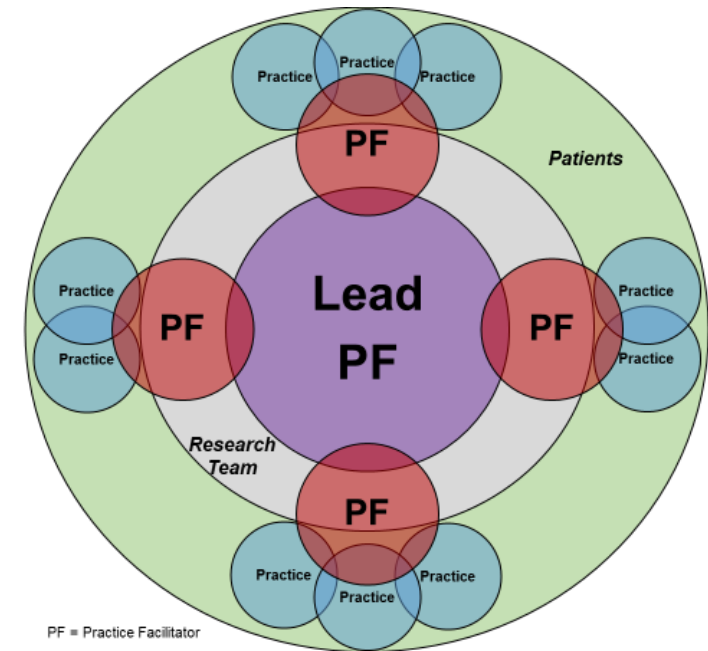 Practice
Practice
Practice
PF
Patients
Lead
PF
Practice
Practice
PF
PF
Practice
Practice
Research
Team
PF
Practice
Practice
Practice
PF = Practice Facilitator